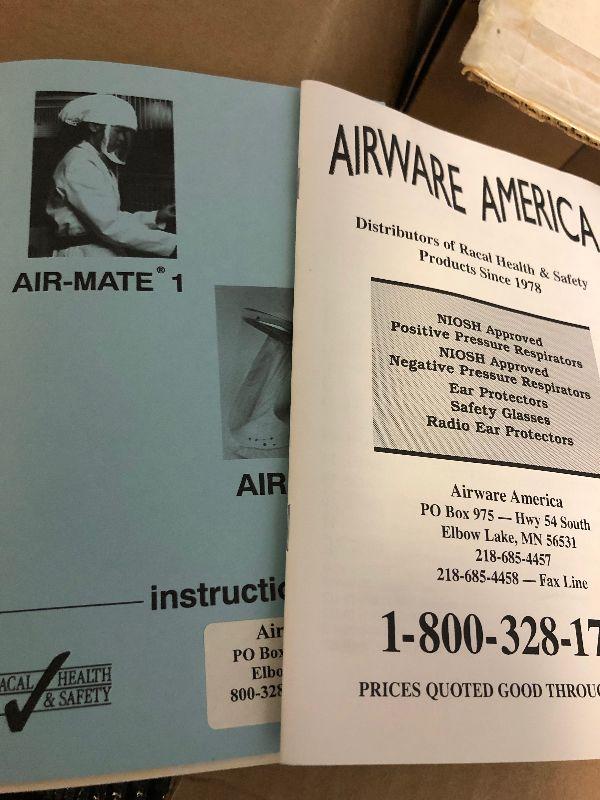 AIR-MATE® 1
AIR
instructio
Air
PO Box
Elbo
800-328
RACAL HEALTH
& SAFETY
AIRWARE AMERICA
Distributors of Racal Health & Safety
Products Since 1978
NIOSH Approved
Positive Pressure Respirators
NIOSH Approved
Negative Pressure Respirators
Ear Protectors
Safety Glasses
Radio Ear Protectors
Airware America
PO Box 975 — Hwy 54 South
Elbow Lake, MN 56531
218-685-4457
218-685-4458 — Fax Line
1-800-328-17
PRICES QUOTED GOOD THROUG